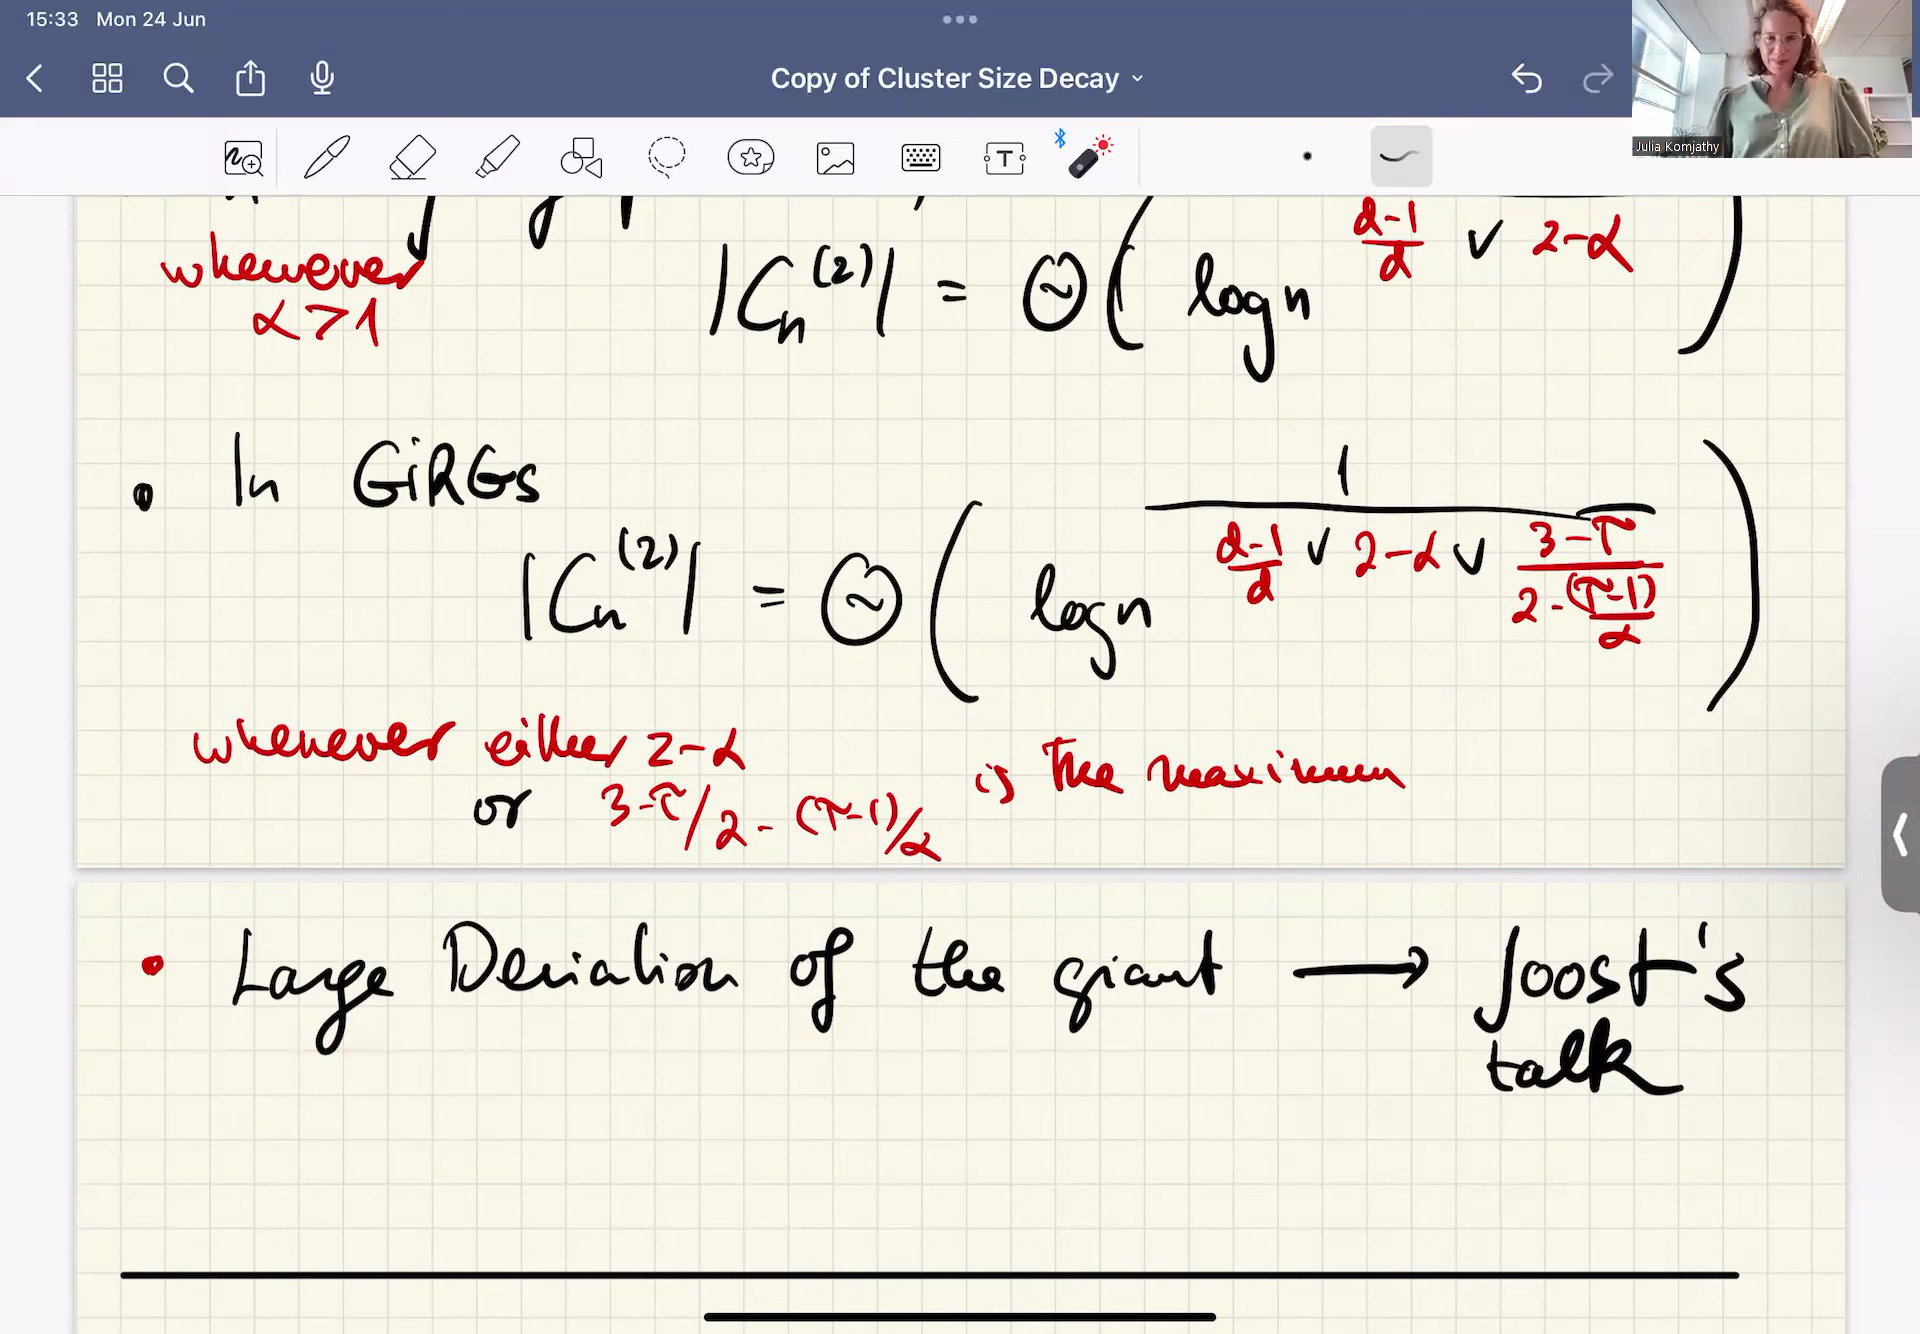 15:33 Mon 24 Jun
Copy of Cluster Size Decay
Julia Komjathy
whenever
α>1
|Cn^(2)| = Θ~( log n^ (d-1)/d ∨ 2-α )
• In GiRGs
|Cn^(2)| = Θ~( log n^ 1/( (d-1)/d ∨ 2-α ∨ (3-τ)/(2-(τ-1)/α) ) )
whenever either 2-α
or 3-τ/2-(τ-1)/α is the maximum
• Large Deviation of the giant → Joost's
talk